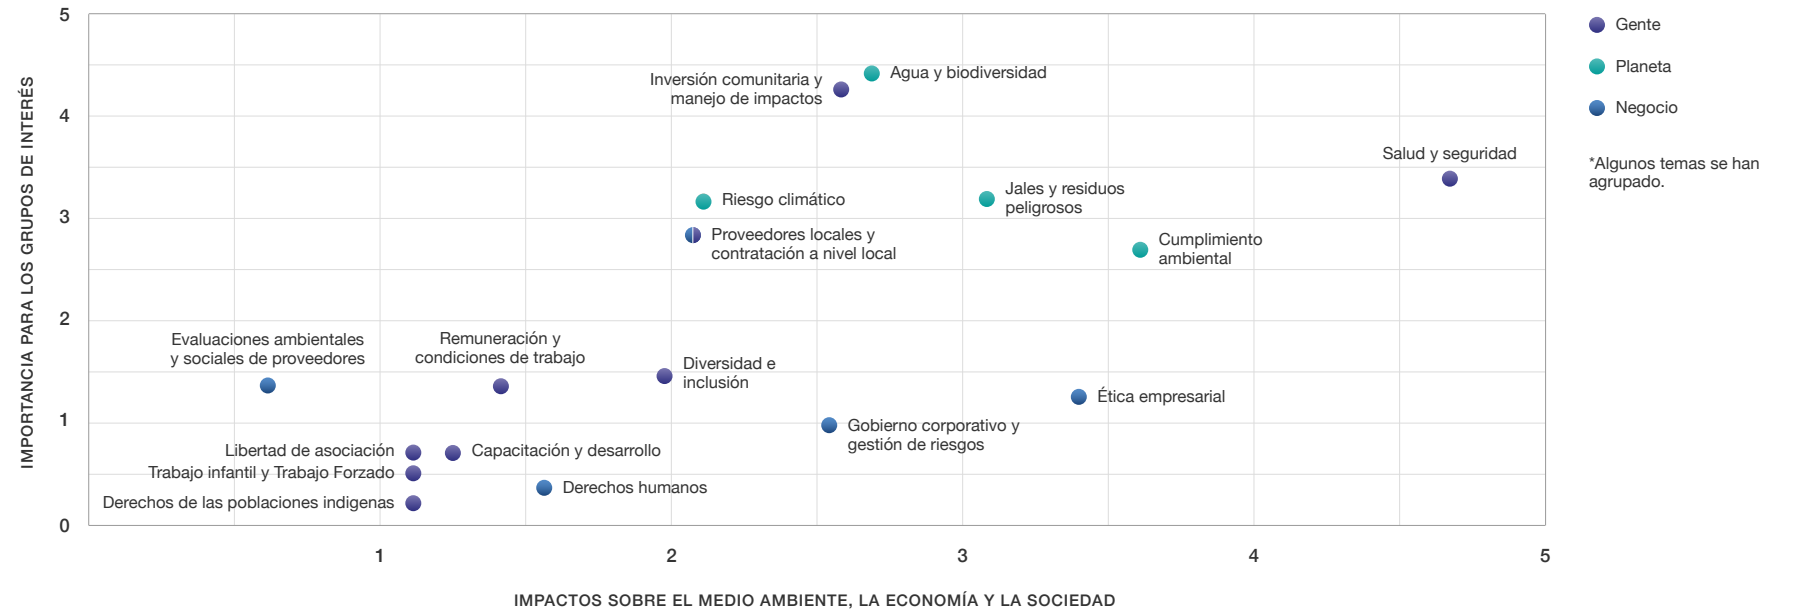 5
4
3
2
1
0
IMPORTANCIA PARA LOS GRUPOS DE INTERÉS
Inversión comunitaria y
manejo de impactos
Agua y biodiversidad
Salud y seguridad
Riesgo climático
Jales y residuos
peligrosos
Proveedores locales y
contratación a nivel local
Cumplimiento
ambiental
Evaluaciones ambientales
y sociales de proveedores
Remuneración y
condiciones de trabajo
Diversidad e
inclusión
Ética empresarial
Gobierno corporativo y
gestión de riesgos
Libertad de asociación
Capacitación y desarrollo
Trabajo infantil y Trabajo Forzado
Derechos humanos
Derechos de las poblaciones indigenas
1
2
3
4
5
IMPACTOS SOBRE EL MEDIO AMBIENTE, LA ECONOMÍA Y LA SOCIEDAD
Gente
Planeta
Negocio
*Algunos temas se han
agrupado.